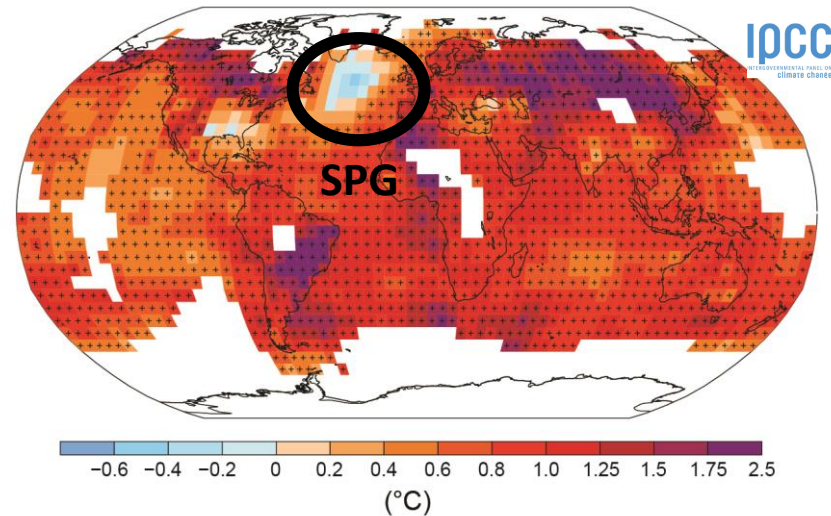 ipcc
INTERGOVERNMENTAL PANEL ON
climate change
SPG
−0.6 −0.4 −0.2 0 0.2 0.4 0.6 0.8 1.0 1.25 1.5 1.75 2.5
(°C)